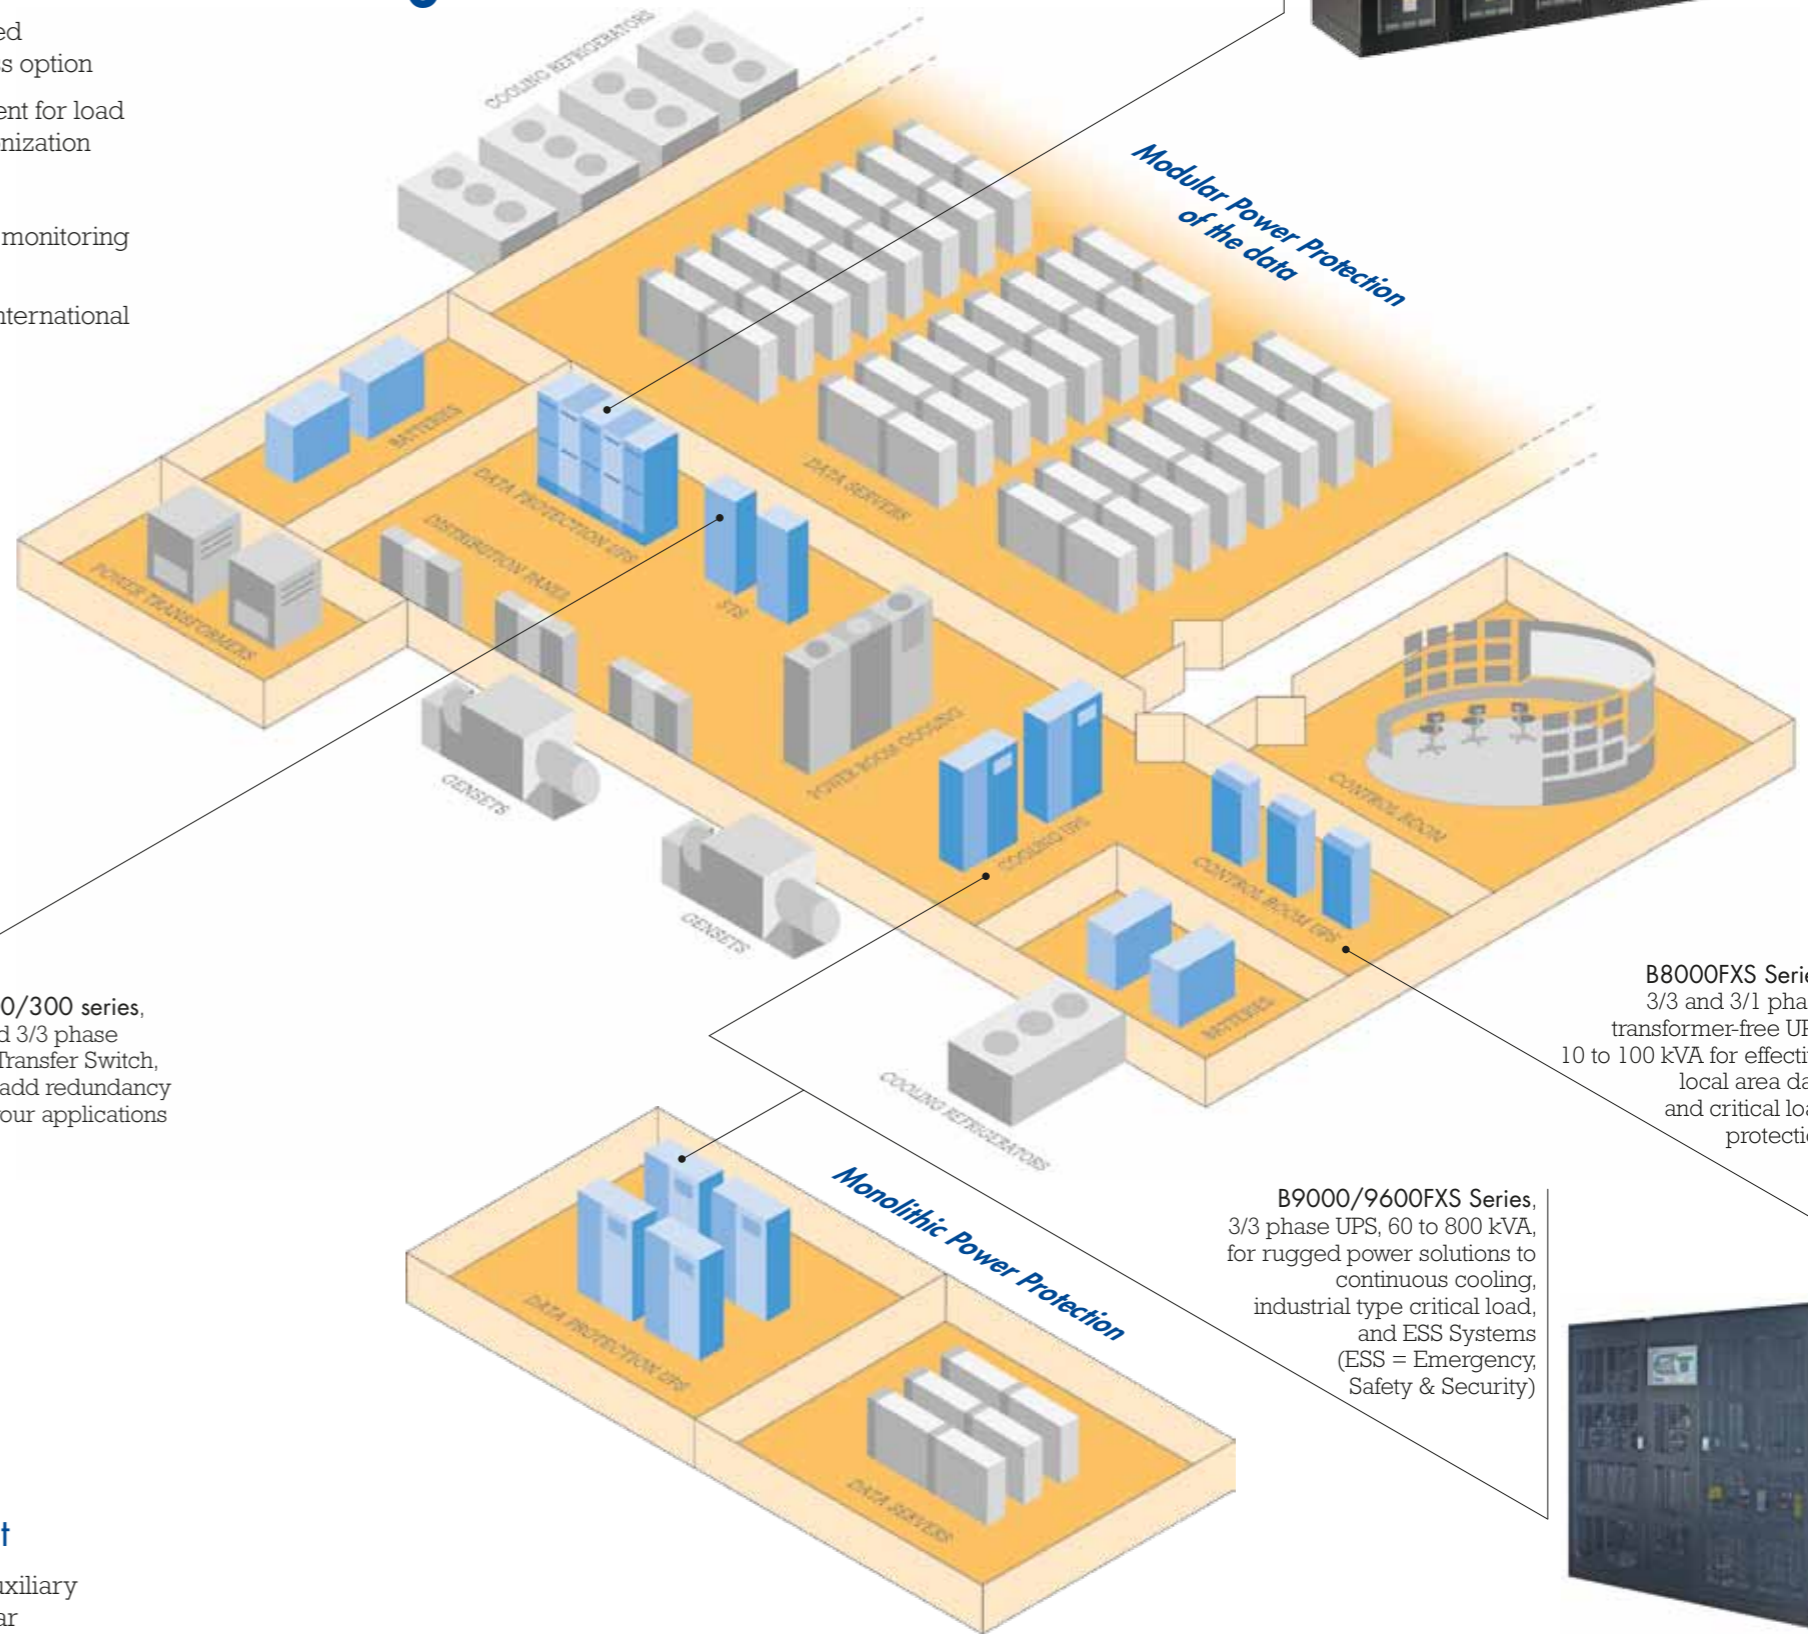 s option
ent for load
monitoring
nternational
COOLING REFRIGERATORS
Modular Power Protection
of the data
BATTERIES
DATA PROTECTION UPS
DISTRIBUTION PANEL
STS
DATA SERVERS
POWER TRANSFORMERS
GENSETS
POWER ROOM COOLING
GENSETS
COOLING UPS
CONTROL ROOM
CONTROL ROOM UPS
BATTERIES
COOLING REFRIGERATORS
0/300 series,
d 3/3 phase
Transfer Switch,
add redundancy
your applications
B8000FXS Serie
3/3 and 3/1 pha
transformer-free UP
10 to 100 kVA for effecti
local area da
and critical loa
protectio
B9000/9600FXS Series,
3/3 phase UPS, 60 to 800 kVA,
for rugged power solutions to
continuous cooling,
industrial type critical load,
and ESS Systems
(ESS = Emergency,
Safety & Security)
Monolithic Power Protection
DATA PROTECTION UPS
DATA SERVERS
t
uxiliary
ar